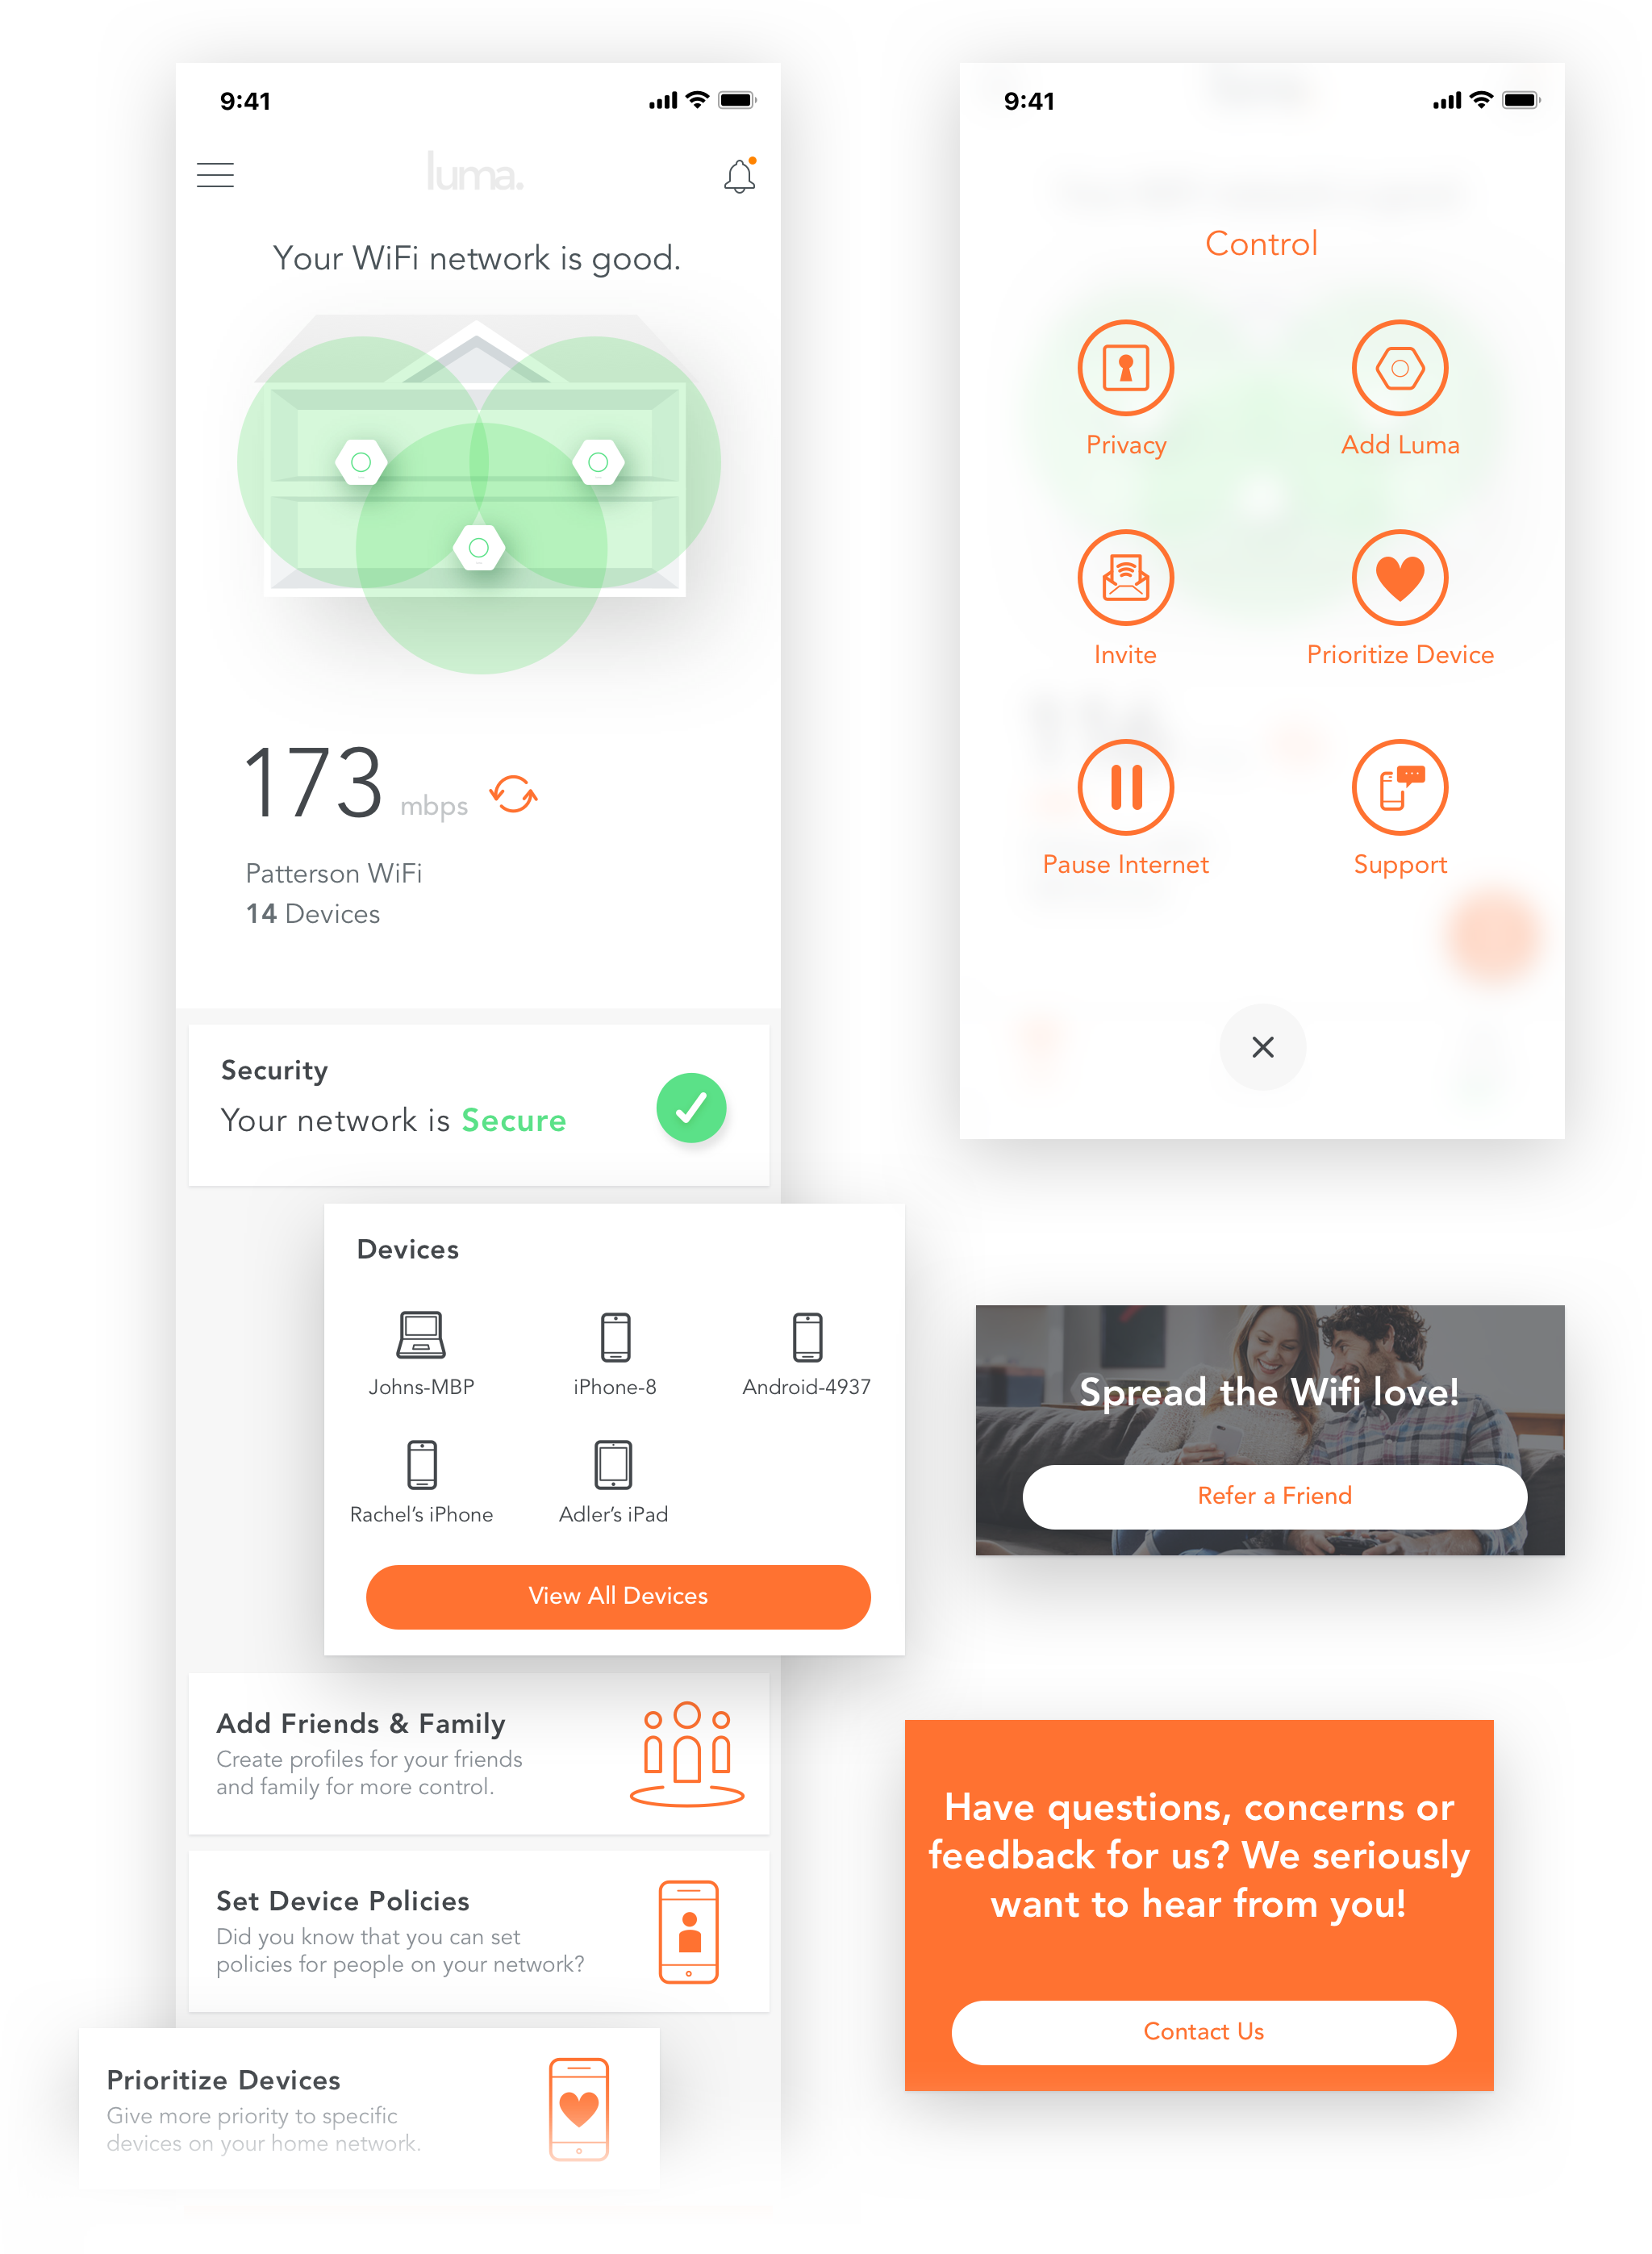 9:41
luma.
Your WiFi network is good.
173 mbps
Patterson WiFi
14 Devices
Security
Your network is Secure
Devices
Johns-MBP
iPhone-8
Android-4937
Rachel’s iPhone
Adler’s iPad
View All Devices
Add Friends & Family
Create profiles for your friends
and family for more control.
Set Device Policies
Did you know that you can set
policies for people on your network?
Prioritize Devices
Give more priority to specific
devices on your home network.
9:41
Control
Privacy
Add Luma
Invite
Prioritize Device
Pause Internet
Support
Spread the Wifi love!
Refer a Friend
Have questions, concerns or
feedback for us? We seriously
want to hear from you!
Contact Us